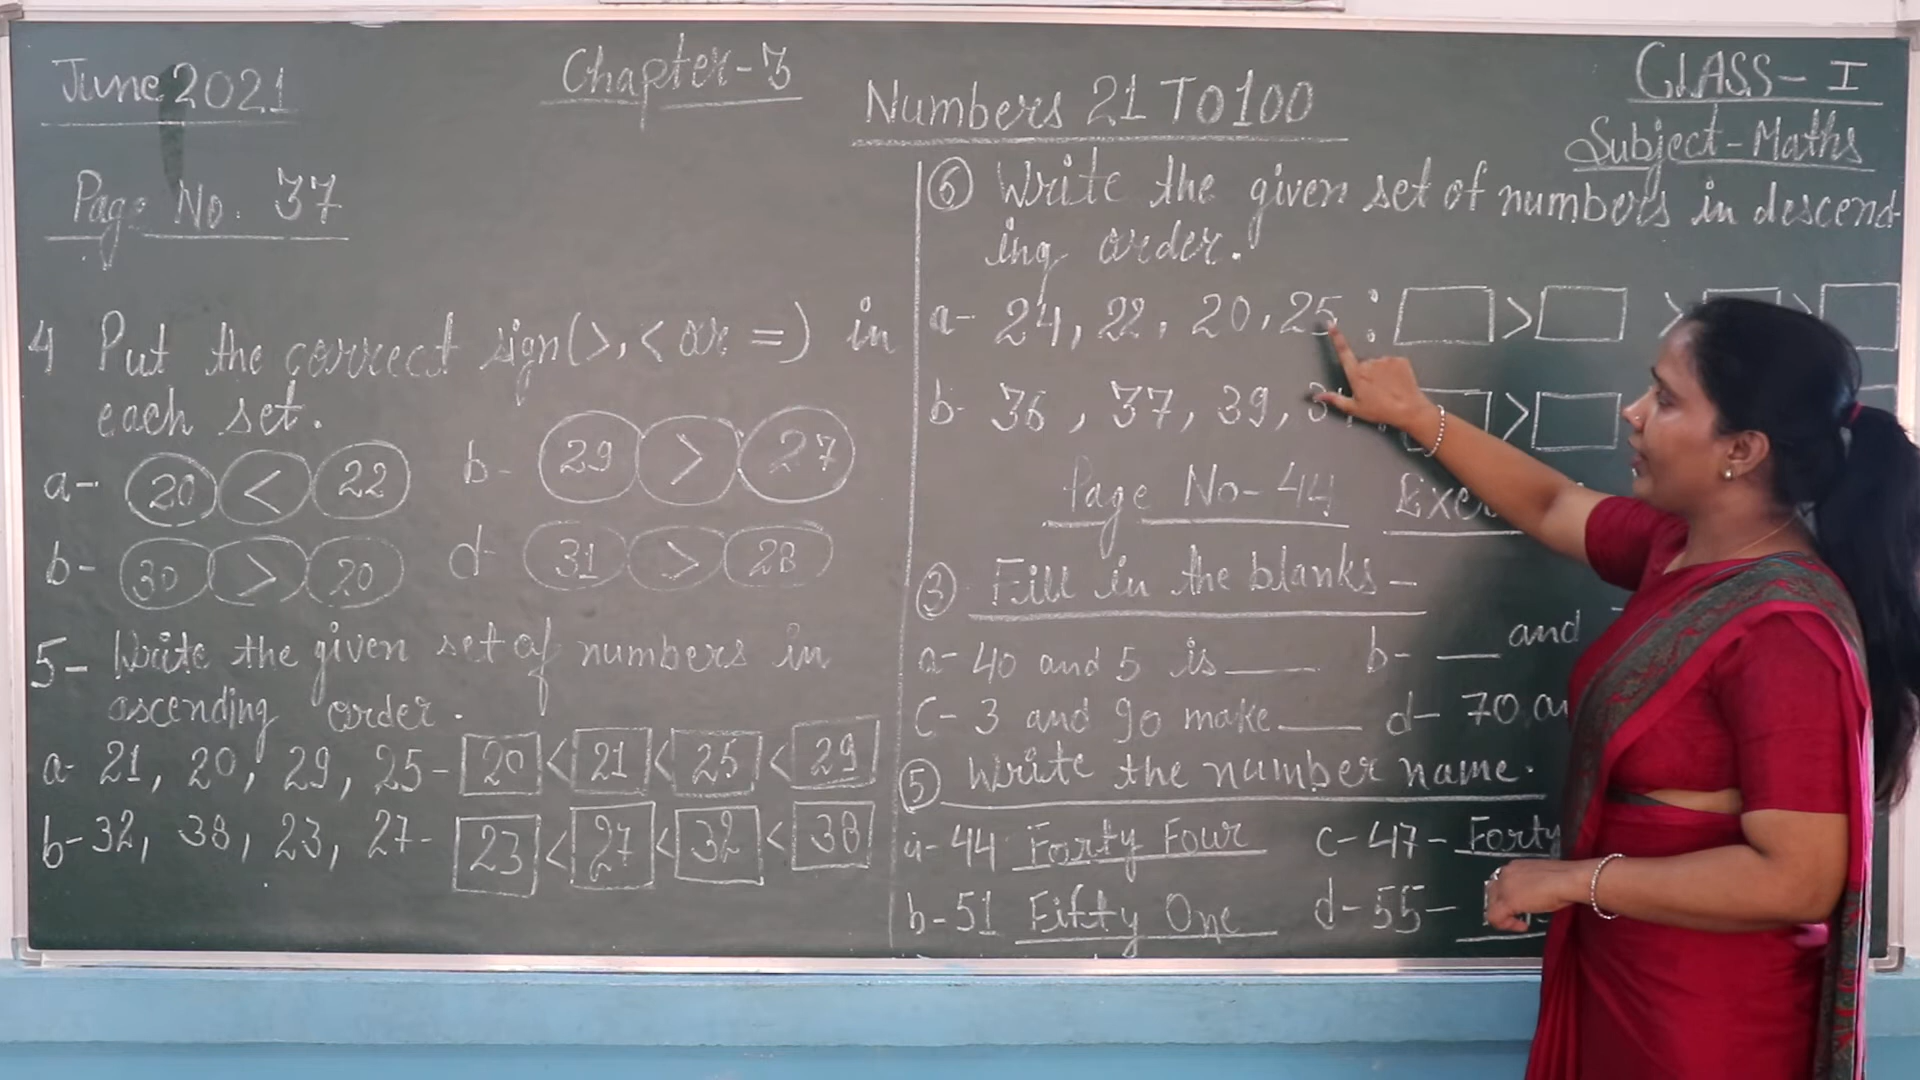 June 2021
Chapter-3
Numbers 21 TO 100
CLASS-I
Subject-Maths
Page No. 37
4 Put the correct sign(>,< or =) in
each set.
a- 20 < 22 b- 29 > 27
b- 30 > 20 d- 31 > 28
5- Write the given set of numbers in
ascending order.
a- 21, 20, 29, 25- 20 < 21 < 25 < 29
b- 32, 38, 23, 27- 23 < 27 < 32 < 38
6 Write the given set of numbers in descend-
ing order.
a- 24, 22, 20, 25 : > > >
b- 36, 37, 39, >
Page No-44
3 Fill in the blanks-
a- 40 and 5 is ____ b- ____ and
C- 3 and 90 make ____ d- 70
5 Write the number name.
a- 44 Forty Four c- 47- Forty
b- 51 Fifty One d- 55-